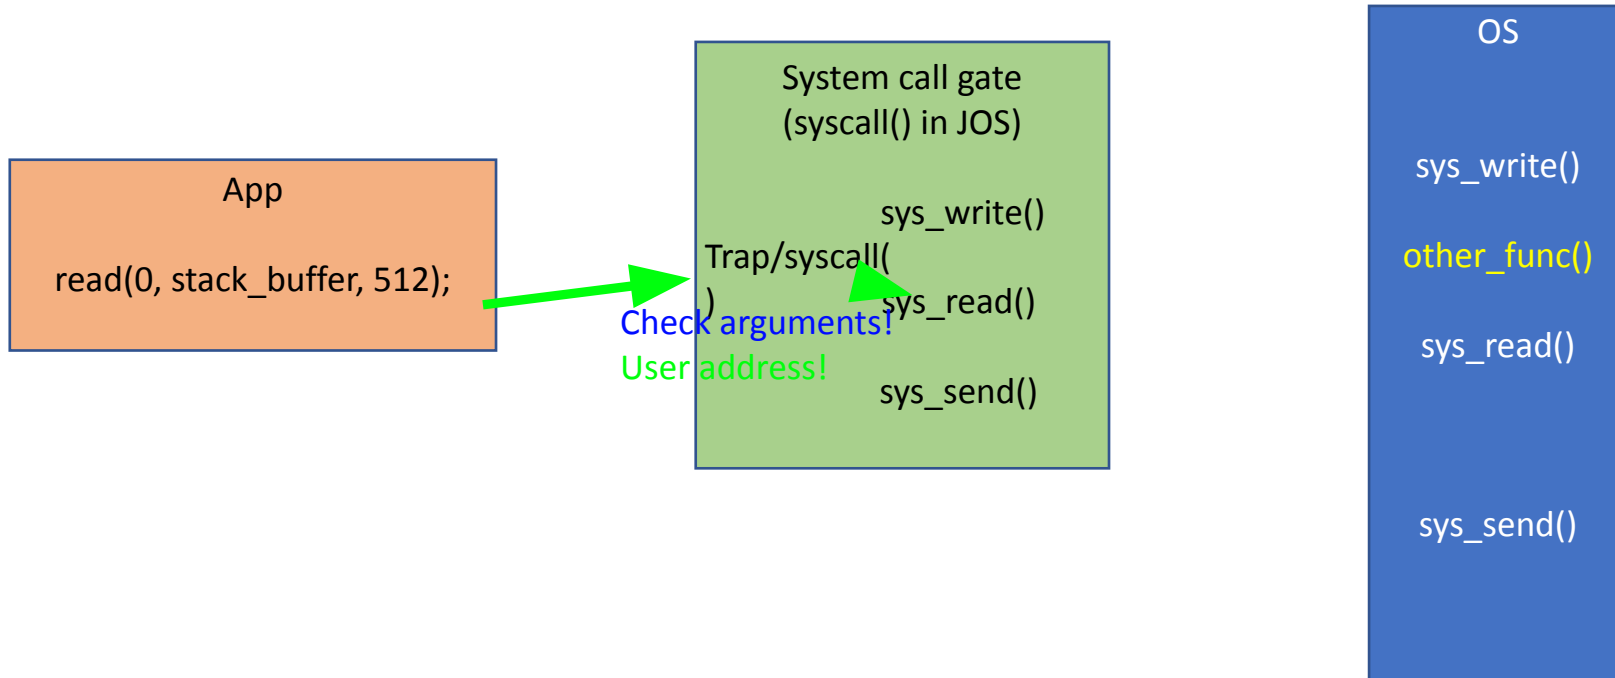 App
read(0, stack_buffer, 512);
System call gate
(syscall() in JOS)
sys_write()
Trap/syscall(
)
sys_read()
Check arguments!
User address!
sys_send()
OS
sys_write()
other_func()
sys_read()
sys_send()